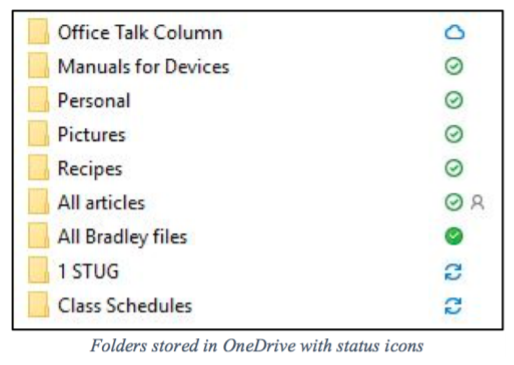 Office Talk Column
Manuals for Devices
Personal
Pictures
Recipes
All articles
All Bradley files
1 STUG
Class Schedules
Folders stored in OneDrive with status icons